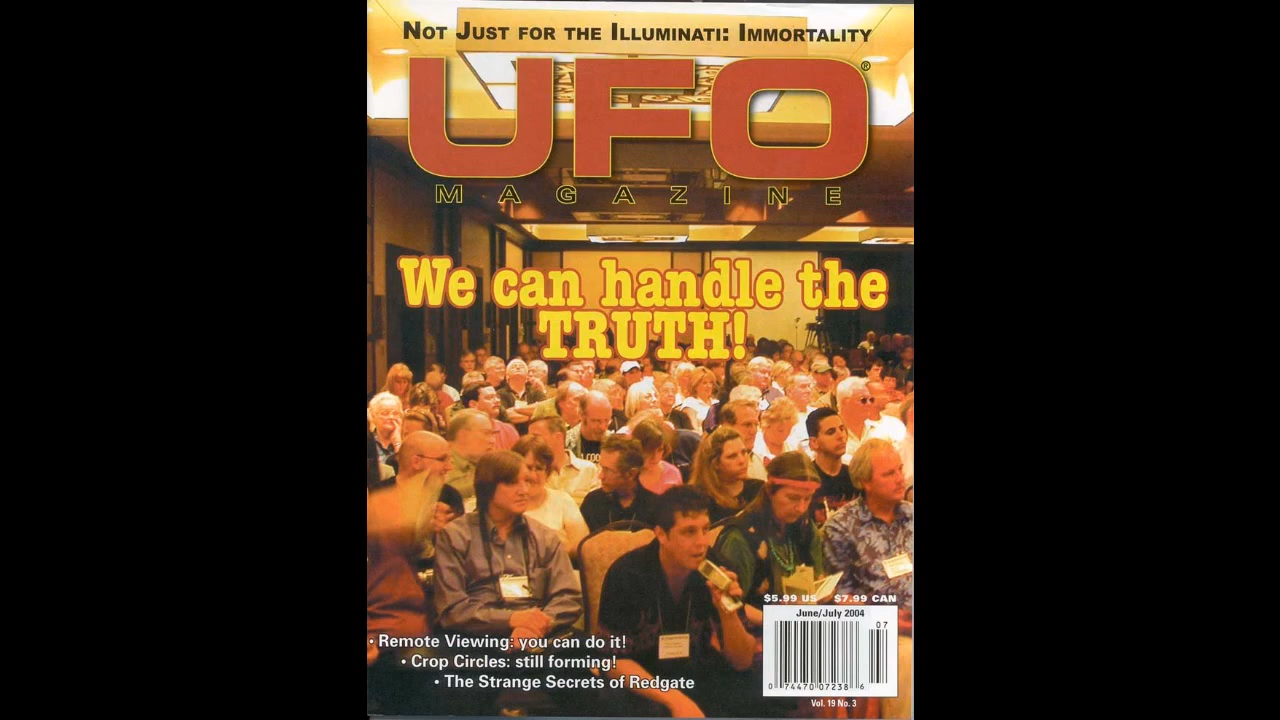 NOT JUST FOR THE ILLUMINATI: IMMORTALITY
UFO®
MAGAZINE
We can handle the
TRUTH!
$5.99 US $7.99 CAN
June/July 2004
07
0 74470 07238 6
Vol. 19 No. 3
• Remote Viewing: you can do it!
• Crop Circles: still forming!
• The Strange Secrets of Redgate